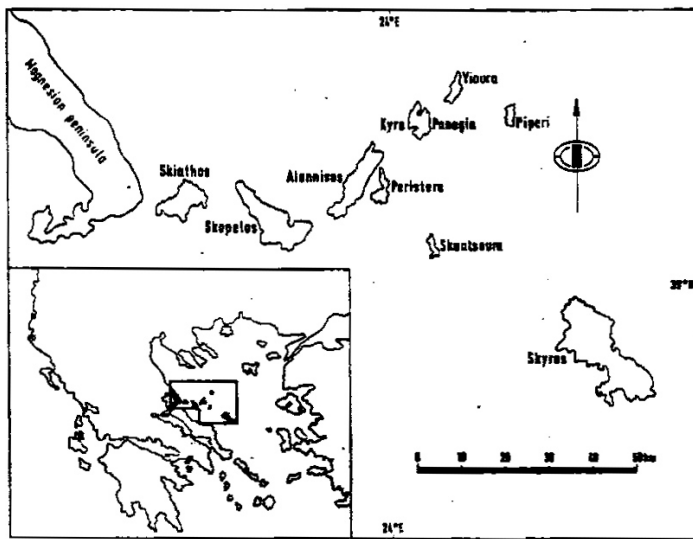 24°E
Magnesian peninsula
Yioura
Kyra Panagia
Piperi
Skiathos
Alonnisos
Peristera
Skopelos
Skantsoura
39°N
Skyros
0 10 20 30 40 50km
24°E